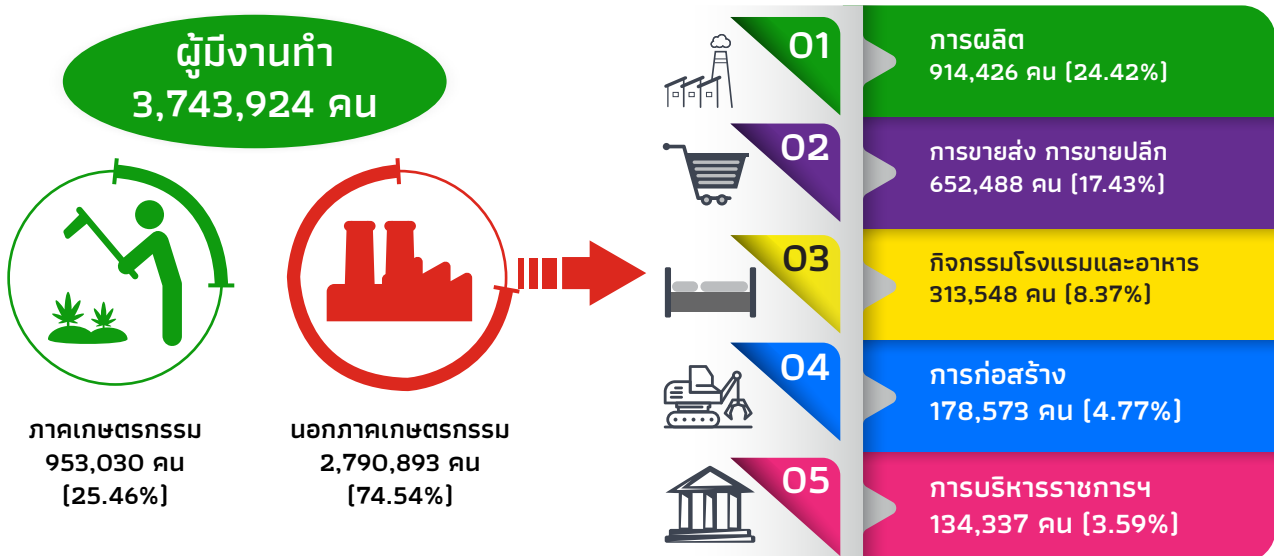 ผู้มีงานทำ
3,743,924 คน
ภาคเกษตรกรรม
953,030 คน
(25.46%)
นอกภาคเกษตรกรรม
2,790,893 คน
(74.54%)
01
การผลิต
914,426 คน (24.42%)
02
การขายส่ง การขายปลีก
652,488 คน (17.43%)
03
กิจกรรมโรงแรมและอาหาร
313,548 คน (8.37%)
04
การก่อสร้าง
178,573 คน (4.77%)
05
การบริหารราชการฯ
134,337 คน (3.59%)